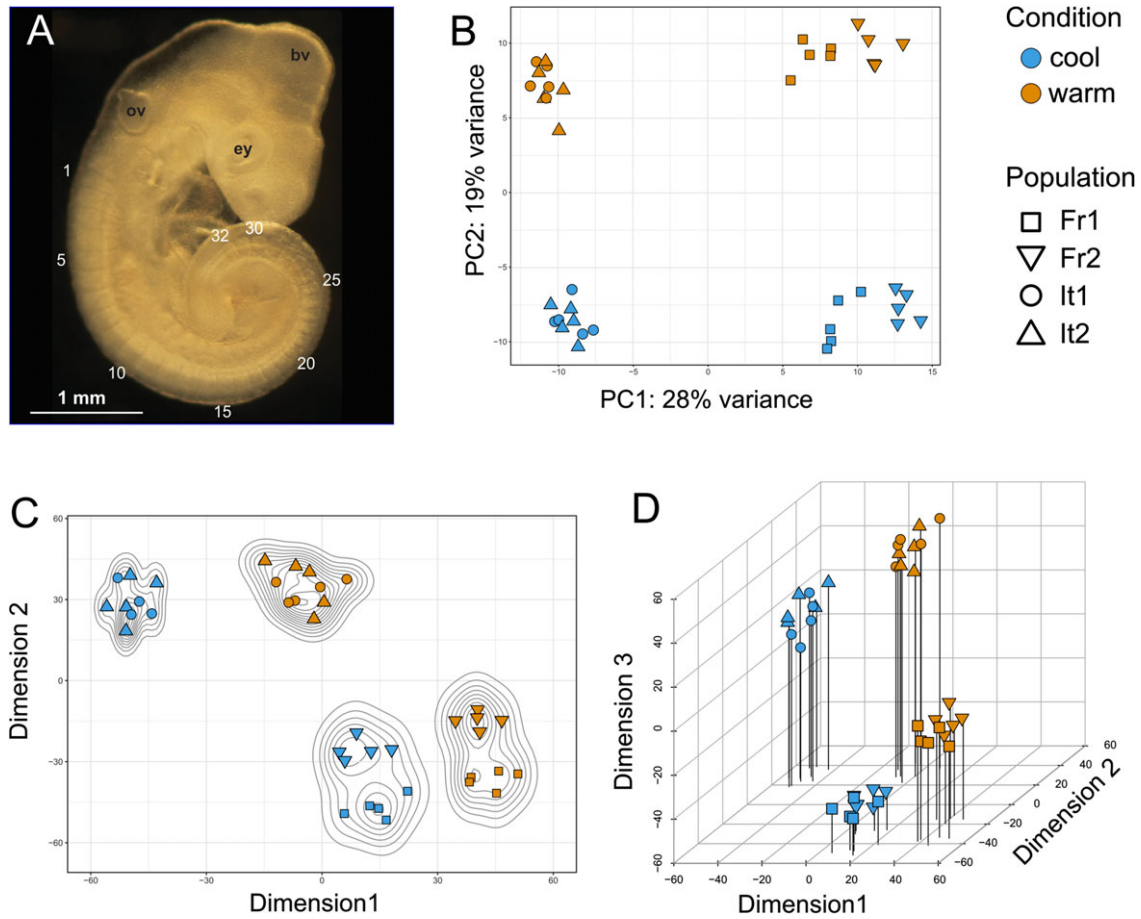 A
bv
ov
ey
1
32
30
5
25
10
20
15
1 mm
B
10
5
0
−5
−10
−10
−5
0
5
10
15
PC2: 19% variance
PC1: 28% variance
Condition
cool
warm
Population
Fr1
Fr2
It1
It2
C
60
30
0
−30
−60
−60
−30
0
30
60
Dimension 2
Dimension1
D
60
40
20
0
−20
−40
−60
−60
−40
−20
0
20
40
60
−60
−40
−20
0
20
40
60
Dimension 3
Dimension 2
Dimension1